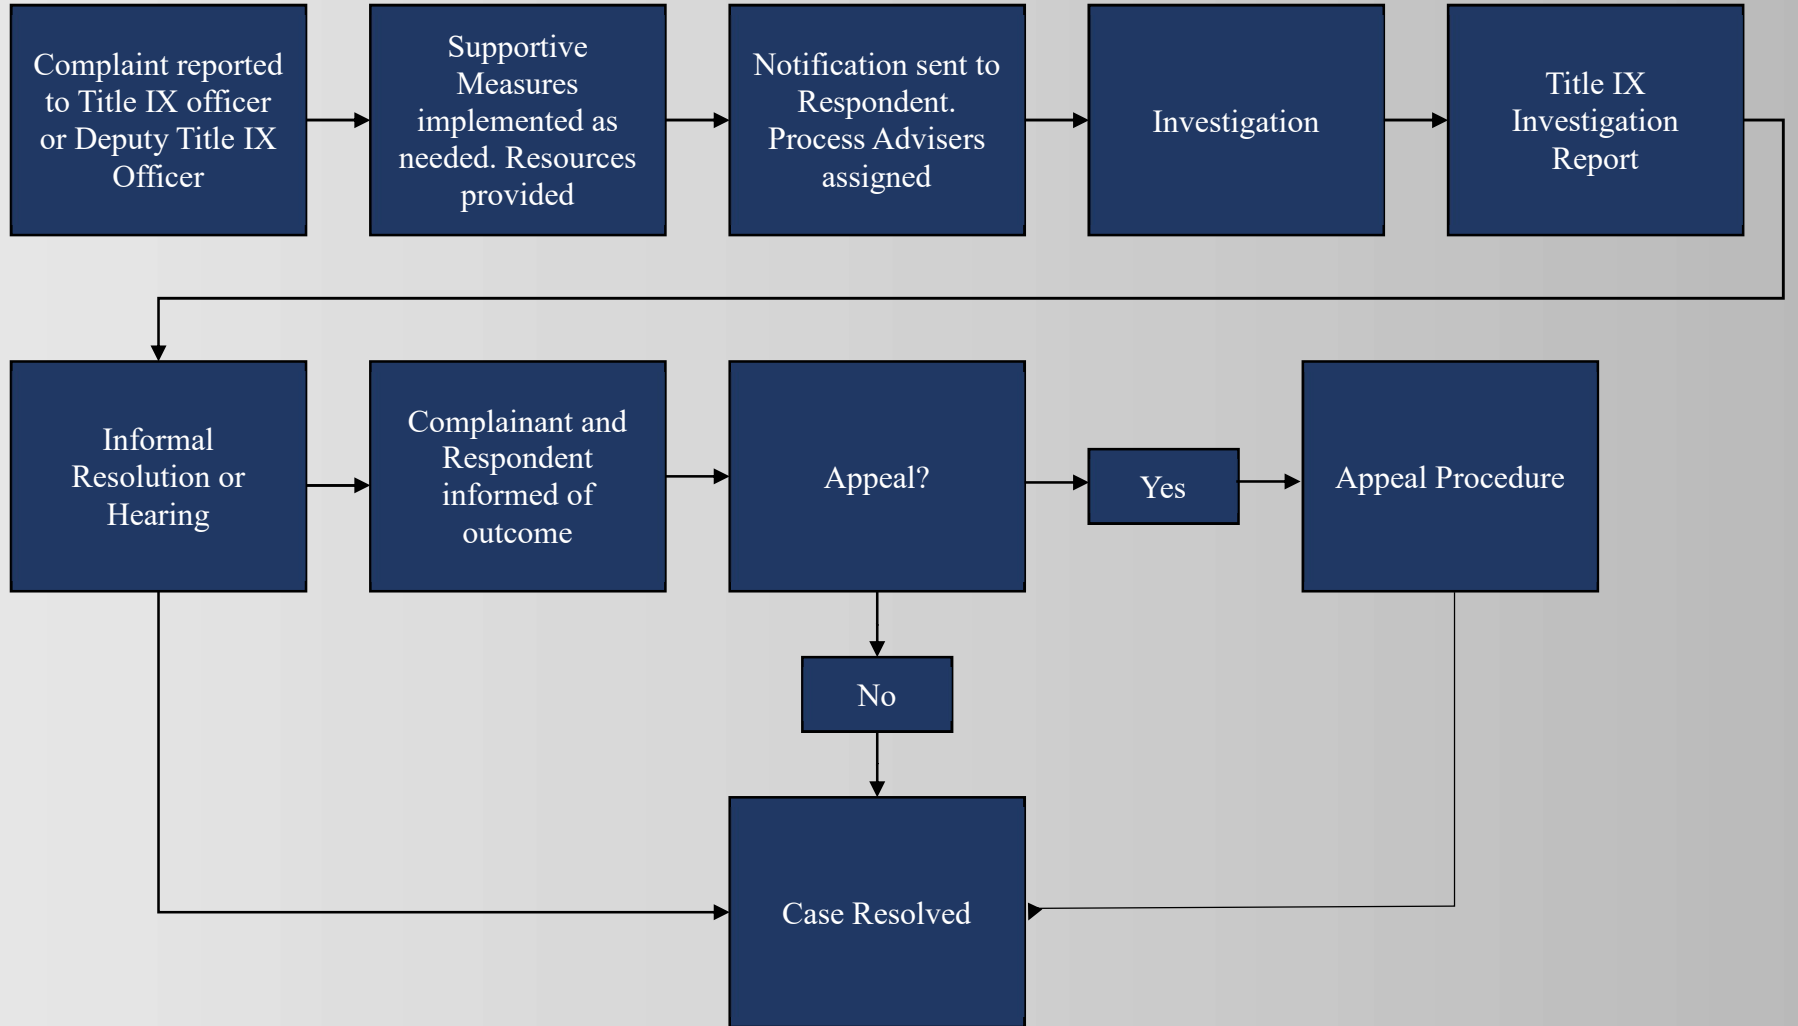 Complaint reported
to Title IX officer
or Deputy Title IX
Officer
Supportive
Measures
implemented as
needed. Resources
provided
Notification sent to
Respondent.
Process Advisers
assigned
Investigation
Title IX
Investigation
Report
Informal
Resolution or
Hearing
Complainant and
Respondent
informed of
outcome
Appeal?
Yes
Appeal Procedure
No
Case Resolved